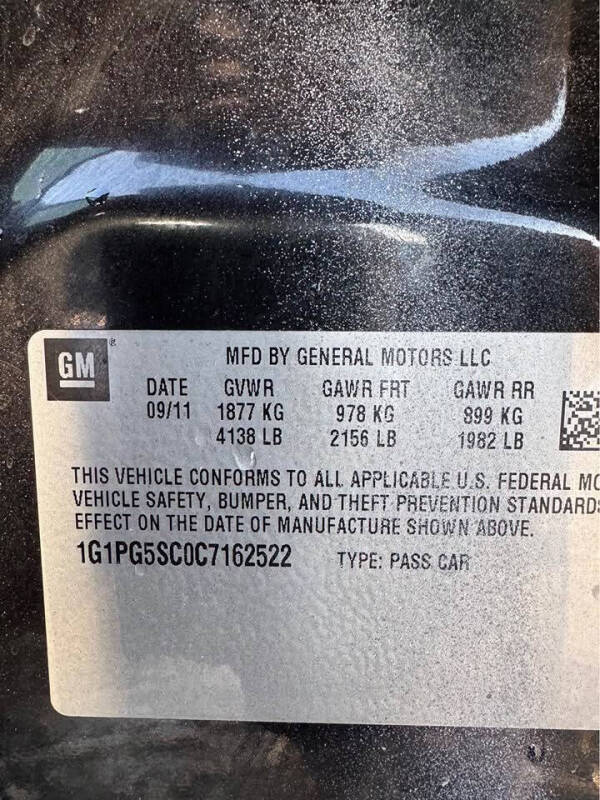 GM ®
MFD BY GENERAL MOTORS LLC
DATE GVWR GAWR FRT GAWR RR
09/11 1877 KG 978 KG 899 KG
4138 LB 2156 LB 1982 LB
THIS VEHICLE CONFORMS TO ALL APPLICABLE U.S. FEDERAL MO
VEHICLE SAFETY, BUMPER, AND THEFT PREVENTION STANDARDS
EFFECT ON THE DATE OF MANUFACTURE SHOWN ABOVE.
1G1PG5SC0C7162522 TYPE: PASS CAR